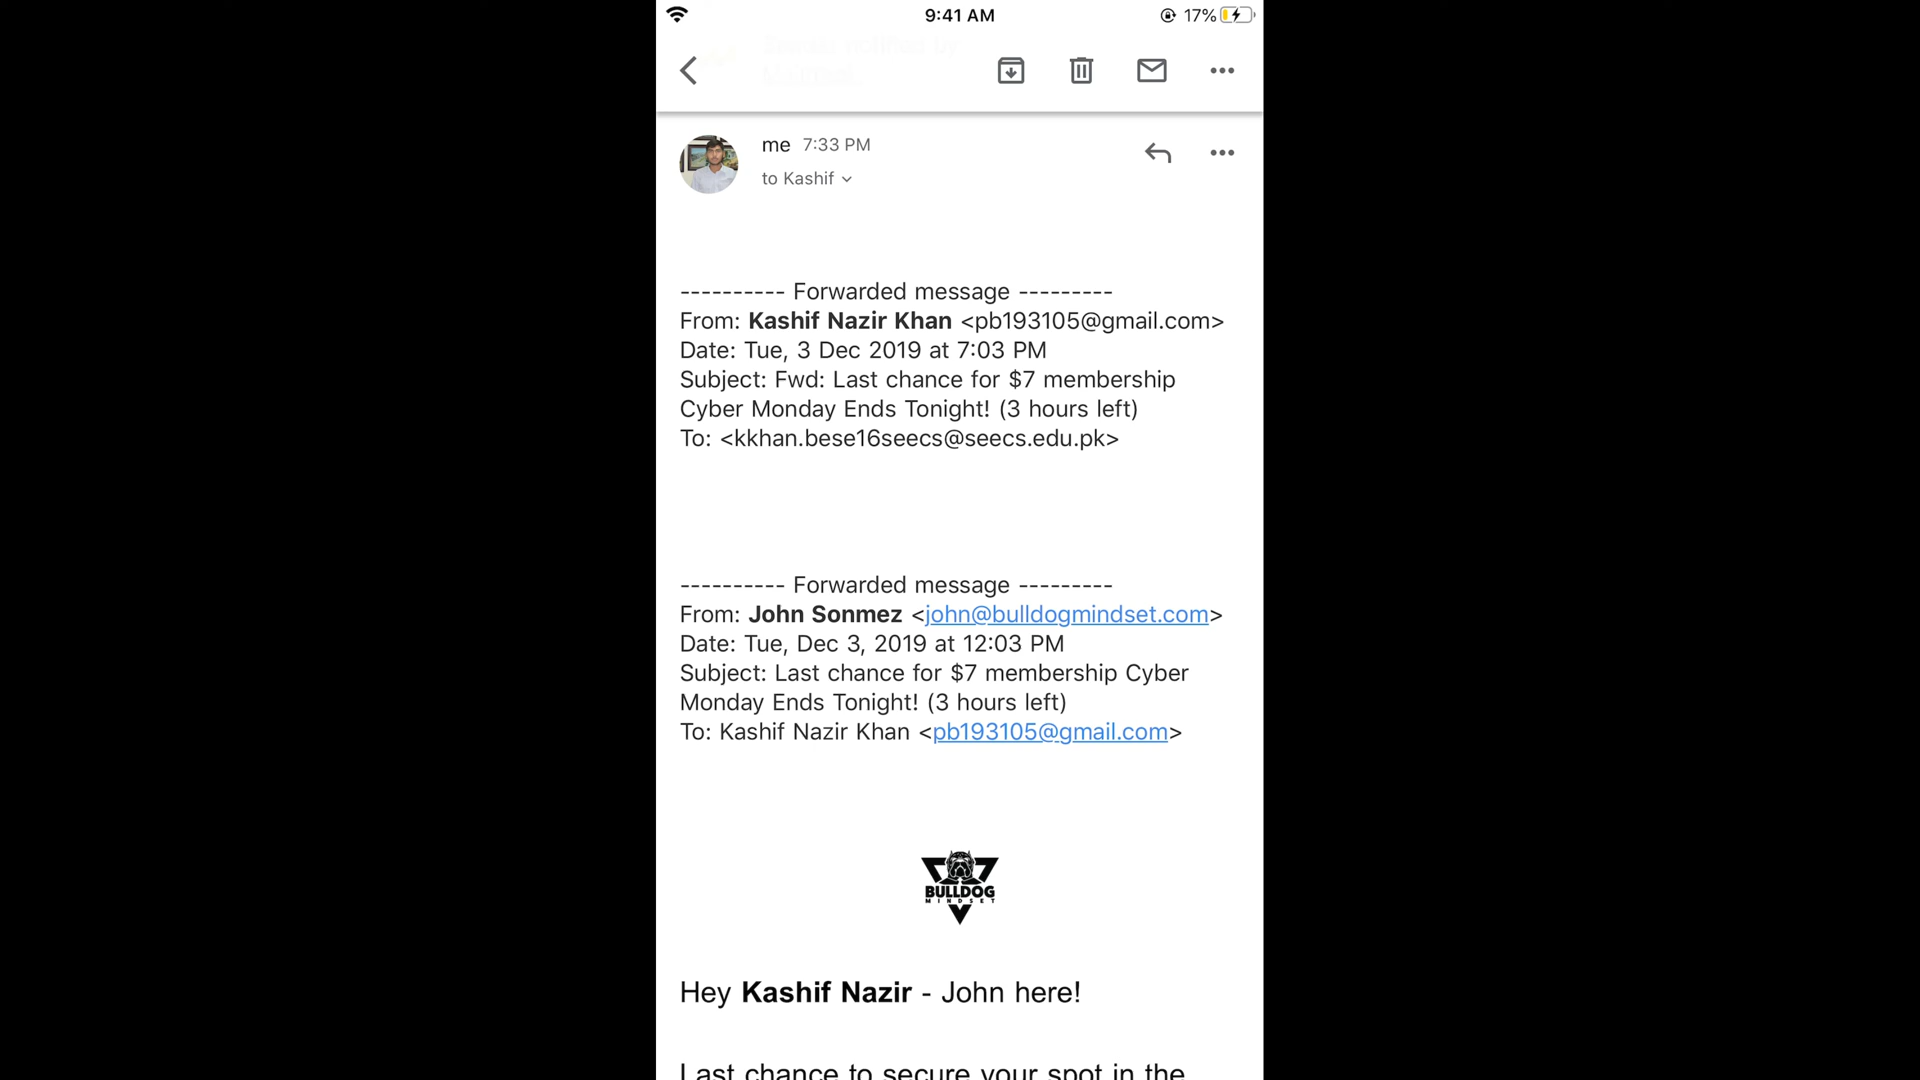 9:41 AM
17%
me 7:33 PM
to Kashif
---------- Forwarded message ---------
From: Kashif Nazir Khan <pb193105@gmail.com>
Date: Tue, 3 Dec 2019 at 7:03 PM
Subject: Fwd: Last chance for $7 membership
Cyber Monday Ends Tonight! (3 hours left)
To: <kkhan.bese16seecs@seecs.edu.pk>
---------- Forwarded message ---------
From: John Sonmez <john@bulldogmindset.com>
Date: Tue, Dec 3, 2019 at 12:03 PM
Subject: Last chance for $7 membership Cyber
Monday Ends Tonight! (3 hours left)
To: Kashif Nazir Khan <pb193105@gmail.com>
BULLDOG
MINDSET
Hey Kashif Nazir - John here!
Last chance to secure your spot in the